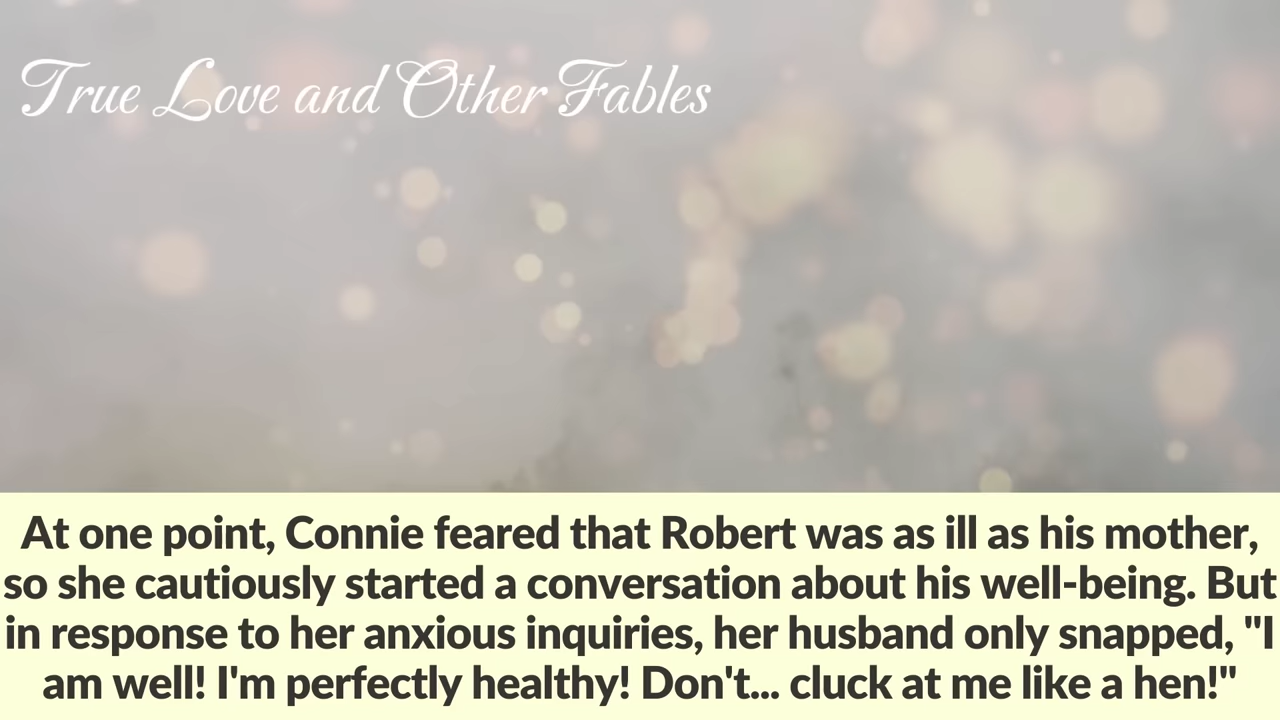 True Love and Other Fables
At one point, Connie feared that Robert was as ill as his mother,
so she cautiously started a conversation about his well-being. But
in response to her anxious inquiries, her husband only snapped, "I
am well! I'm perfectly healthy! Don't... cluck at me like a hen!"